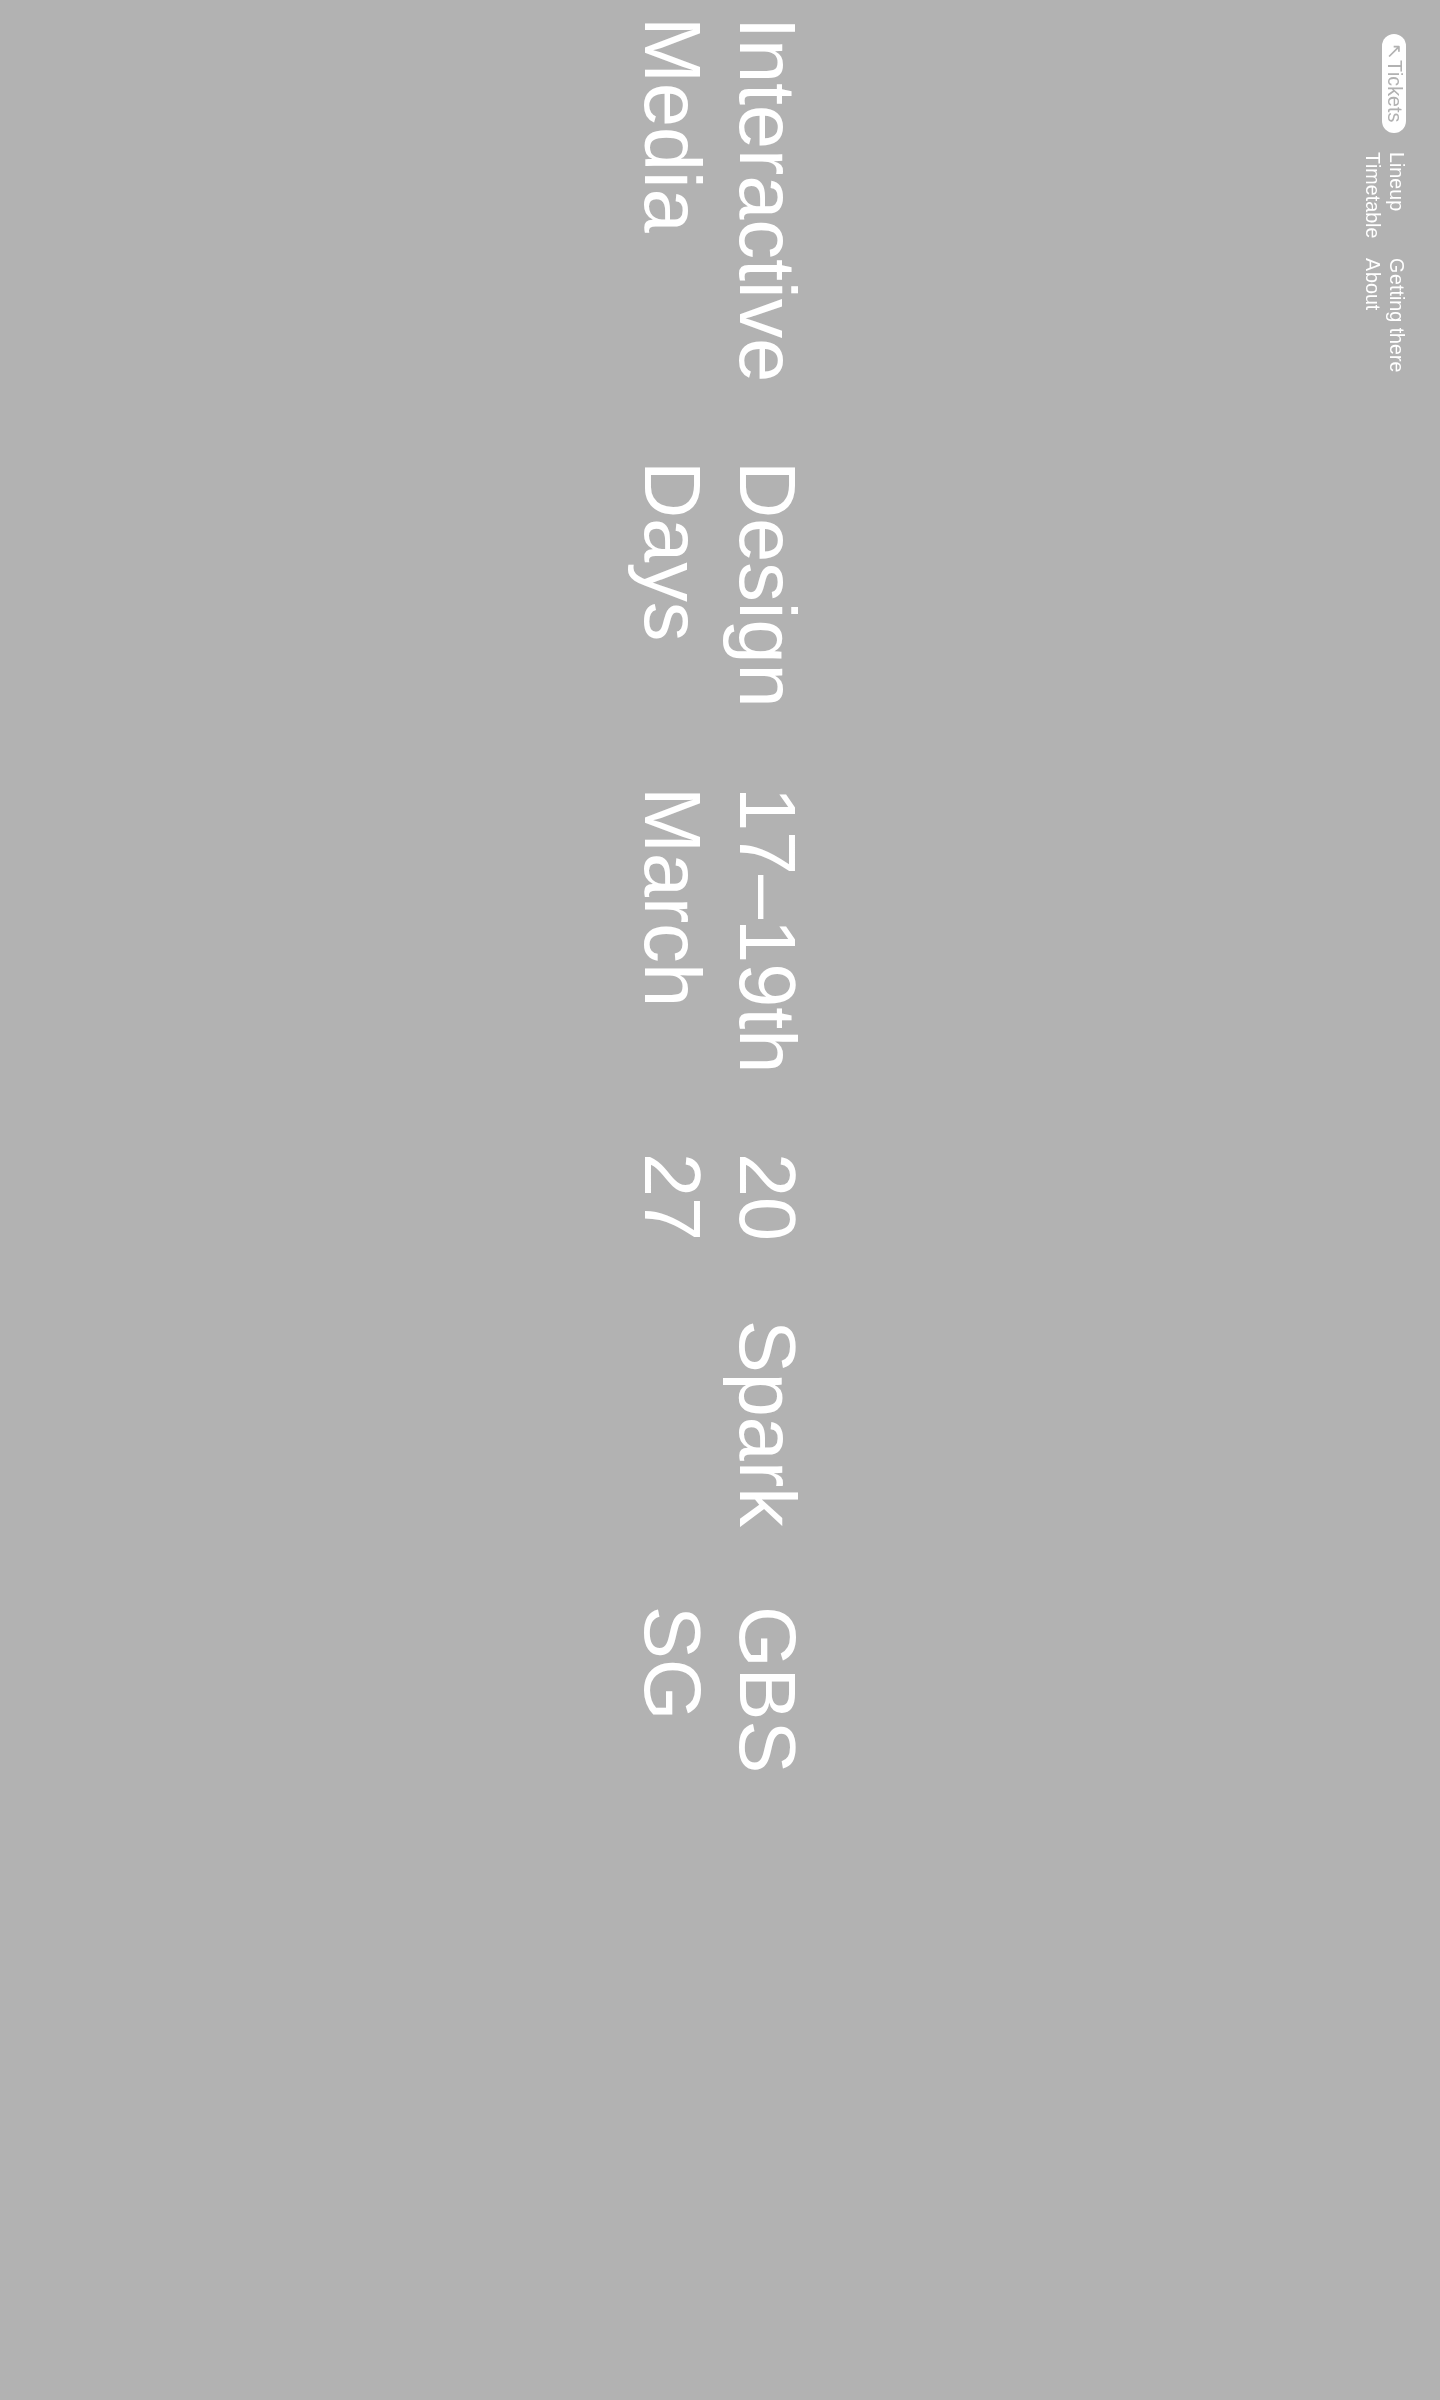 ↗ Tickets
Lineup
Timetable
Getting there
About
Interactive
Media
Design
Days
17–19th
March
20
27
Spark
GBS
SG